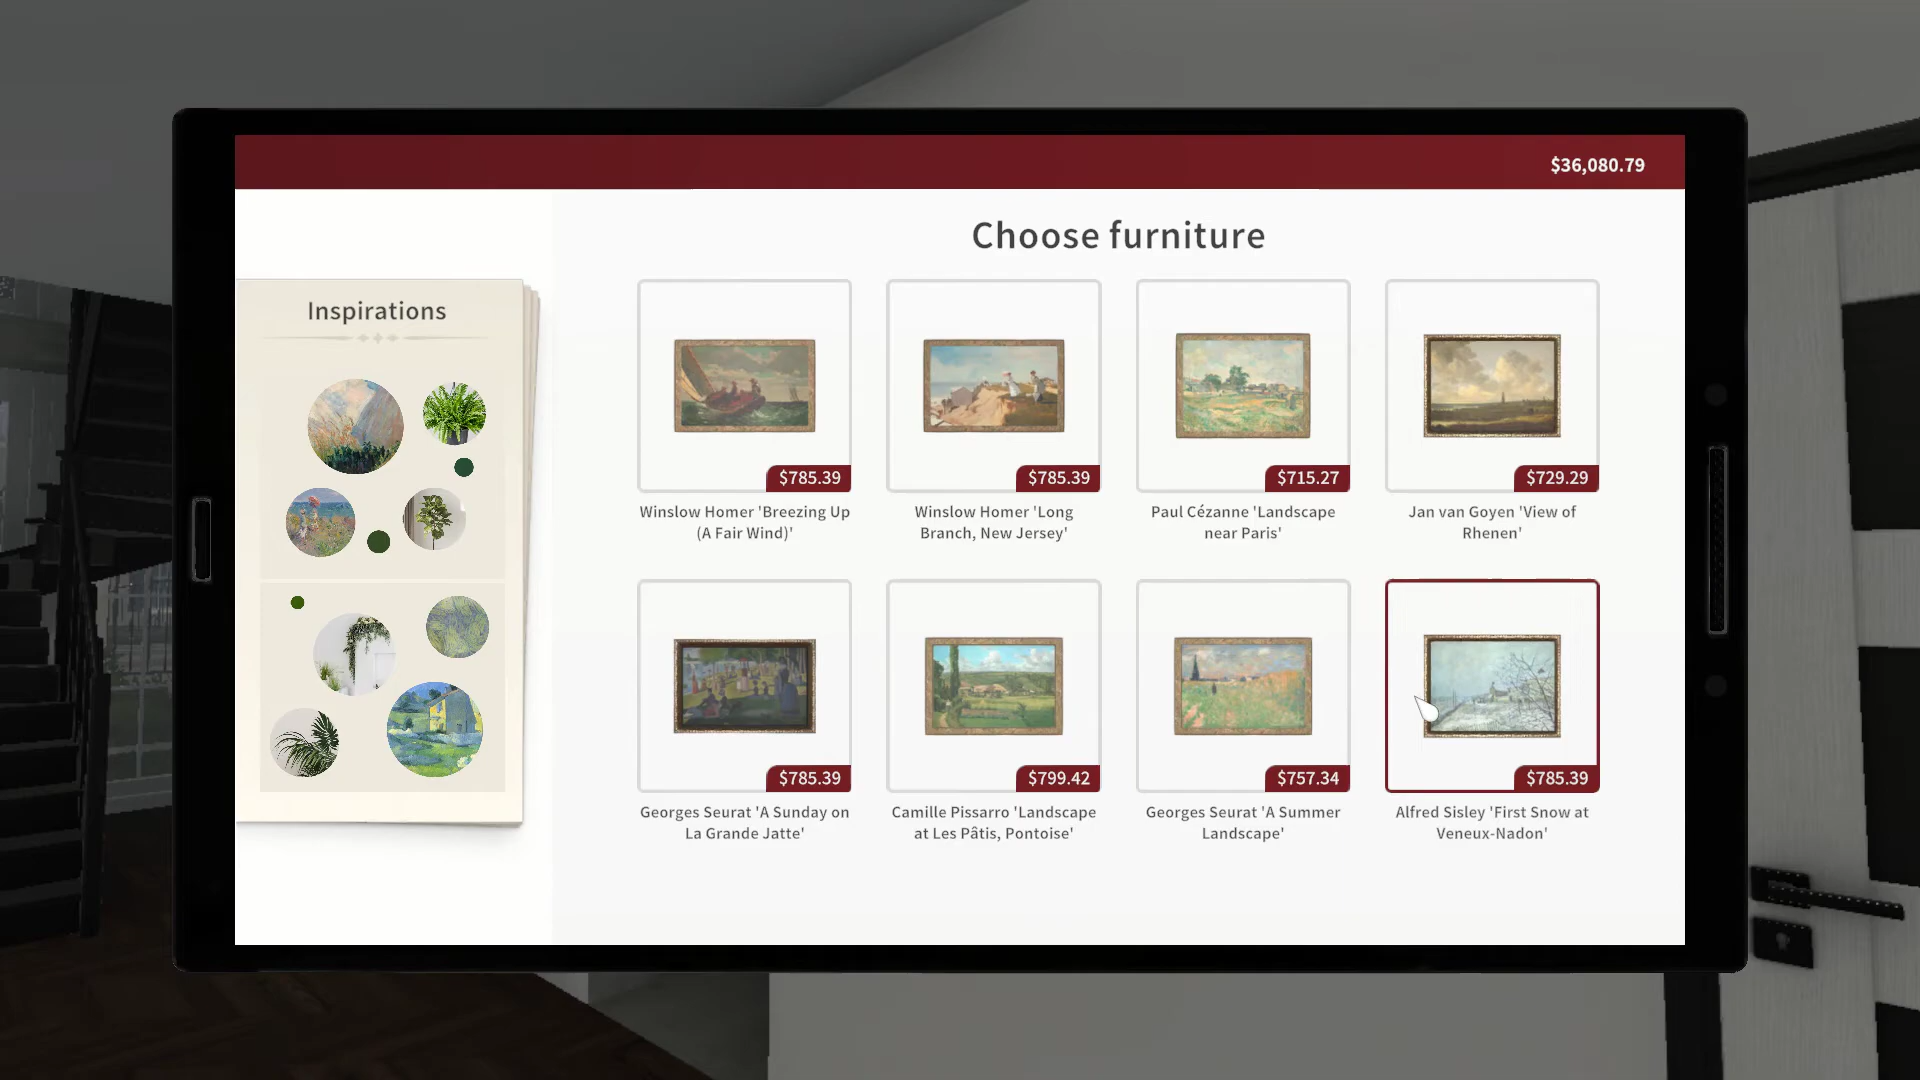 $36,080.79
Choose furniture
Inspirations
$785.39
$785.39
$715.27
$729.29
Winslow Homer 'Breezing Up
(A Fair Wind)'
Winslow Homer 'Long
Branch, New Jersey'
Paul Cézanne 'Landscape
near Paris'
Jan van Goyen 'View of
Rhenen'
$785.39
$799.42
$757.34
$785.39
Georges Seurat 'A Sunday on
La Grande Jatte'
Camille Pissarro 'Landscape
at Les Pâtis, Pontoise'
Georges Seurat 'A Summer
Landscape'
Alfred Sisley 'First Snow at
Veneux-Nadon'